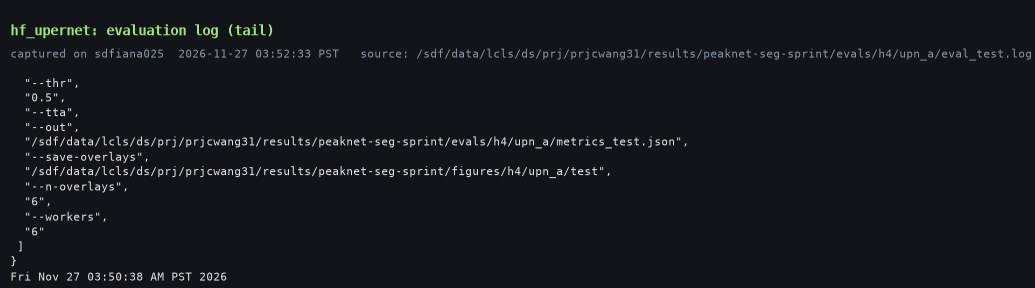 hf_upernet: evaluation log (tail)
captured on sdfiana025  2026-11-27 03:52:33 PST   source: /sdf/data/lcls/ds/prj/prjcwang31/results/peaknet-seg-sprint/evals/h4/upn_a/eval_test.log
"--thr",
"0.5",
"--tta",
"--out",
"/sdf/data/lcls/ds/prj/prjcwang31/results/peaknet-seg-sprint/evals/h4/upn_a/metrics_test.json",
"--save-overlays",
"/sdf/data/lcls/ds/prj/prjcwang31/results/peaknet-seg-sprint/figures/h4/upn_a/test",
"--n-overlays",
"6",
"--workers",
"6"
]
}
Fri Nov 27 03:50:38 AM PST 2026